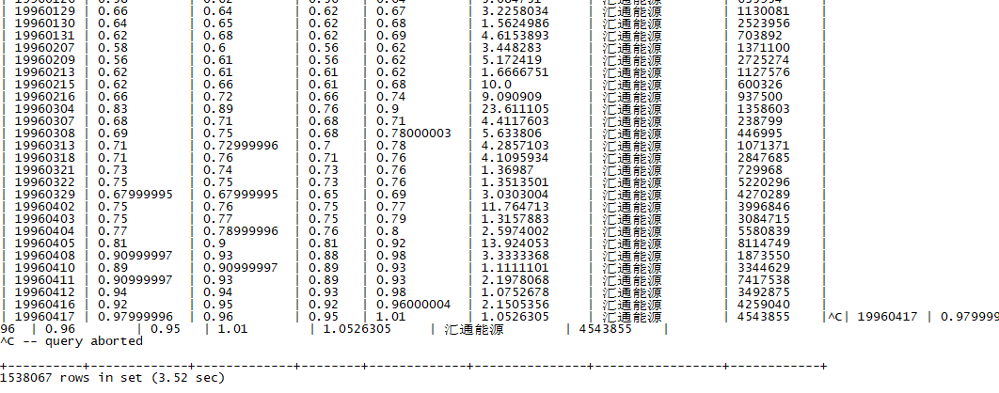 | 19960129 | 0.66 | 0.64 | 0.62 | 0.67 | 3.2258034 | 汇通能源 | 1130081 |
| 19960130 | 0.64 | 0.65 | 0.62 | 0.68 | 1.5624986 | 汇通能源 | 2523956 |
| 19960131 | 0.62 | 0.68 | 0.62 | 0.69 | 4.6153893 | 汇通能源 | 703892 |
| 19960207 | 0.58 | 0.6 | 0.56 | 0.62 | 3.448283 | 汇通能源 | 1371100 |
| 19960209 | 0.56 | 0.61 | 0.56 | 0.62 | 5.172419 | 汇通能源 | 2725274 |
| 19960213 | 0.62 | 0.61 | 0.61 | 0.62 | 1.6666751 | 汇通能源 | 1127576 |
| 19960215 | 0.62 | 0.66 | 0.61 | 0.68 | 10.0 | 汇通能源 | 600326 |
| 19960216 | 0.66 | 0.72 | 0.66 | 0.74 | 9.090909 | 汇通能源 | 937500 |
| 19960304 | 0.83 | 0.89 | 0.76 | 0.9 | 23.611105 | 汇通能源 | 1358603 |
| 19960307 | 0.68 | 0.71 | 0.68 | 0.71 | 4.4117603 | 汇通能源 | 238799 |
| 19960308 | 0.69 | 0.75 | 0.68 | 0.78000003 | 5.633806 | 汇通能源 | 446995 |
| 19960313 | 0.71 | 0.72999996 | 0.7 | 0.78 | 4.2857103 | 汇通能源 | 1071371 |
| 19960318 | 0.71 | 0.76 | 0.71 | 0.76 | 4.1095934 | 汇通能源 | 2847685 |
| 19960321 | 0.73 | 0.74 | 0.73 | 0.76 | 1.36987 | 汇通能源 | 729968 |
| 19960322 | 0.75 | 0.75 | 0.73 | 0.76 | 1.3513501 | 汇通能源 | 5220296 |
| 19960329 | 0.67999995 | 0.67999995 | 0.65 | 0.69 | 3.0303004 | 汇通能源 | 4270289 |
| 19960402 | 0.75 | 0.76 | 0.75 | 0.77 | 11.764713 | 汇通能源 | 3996846 |
| 19960403 | 0.75 | 0.77 | 0.75 | 0.79 | 1.3157883 | 汇通能源 | 3084715 |
| 19960404 | 0.77 | 0.78999996 | 0.76 | 0.8 | 2.5974002 | 汇通能源 | 5580839 |
| 19960405 | 0.81 | 0.9 | 0.81 | 0.92 | 13.924053 | 汇通能源 | 8114749 |
| 19960408 | 0.90999997 | 0.93 | 0.88 | 0.98 | 3.3333368 | 汇通能源 | 1873550 |
| 19960410 | 0.89 | 0.90999997 | 0.89 | 0.93 | 1.1111101 | 汇通能源 | 3344629 |
| 19960411 | 0.90999997 | 0.93 | 0.89 | 0.93 | 2.1978068 | 汇通能源 | 7417538 |
| 19960412 | 0.94 | 0.94 | 0.93 | 0.98 | 1.0752678 | 汇通能源 | 3492875 |
| 19960416 | 0.92 | 0.95 | 0.92 | 0.96000004 | 2.1505356 | 汇通能源 | 4259040 |
| 19960417 | 0.97999996 | 0.96 | 0.95 | 1.01 | 1.0526305 | 汇通能源 | 4543855 |^C| 19960417 | 0.979999
96 | 0.96 | 0.95 | 1.01 | 1.0526305 | 汇通能源 | 4543855 |
^C -- query aborted
+----------+------------+------------+--------+------------+---------------+-----------------+------------+
1538067 rows in set (3.52 sec)